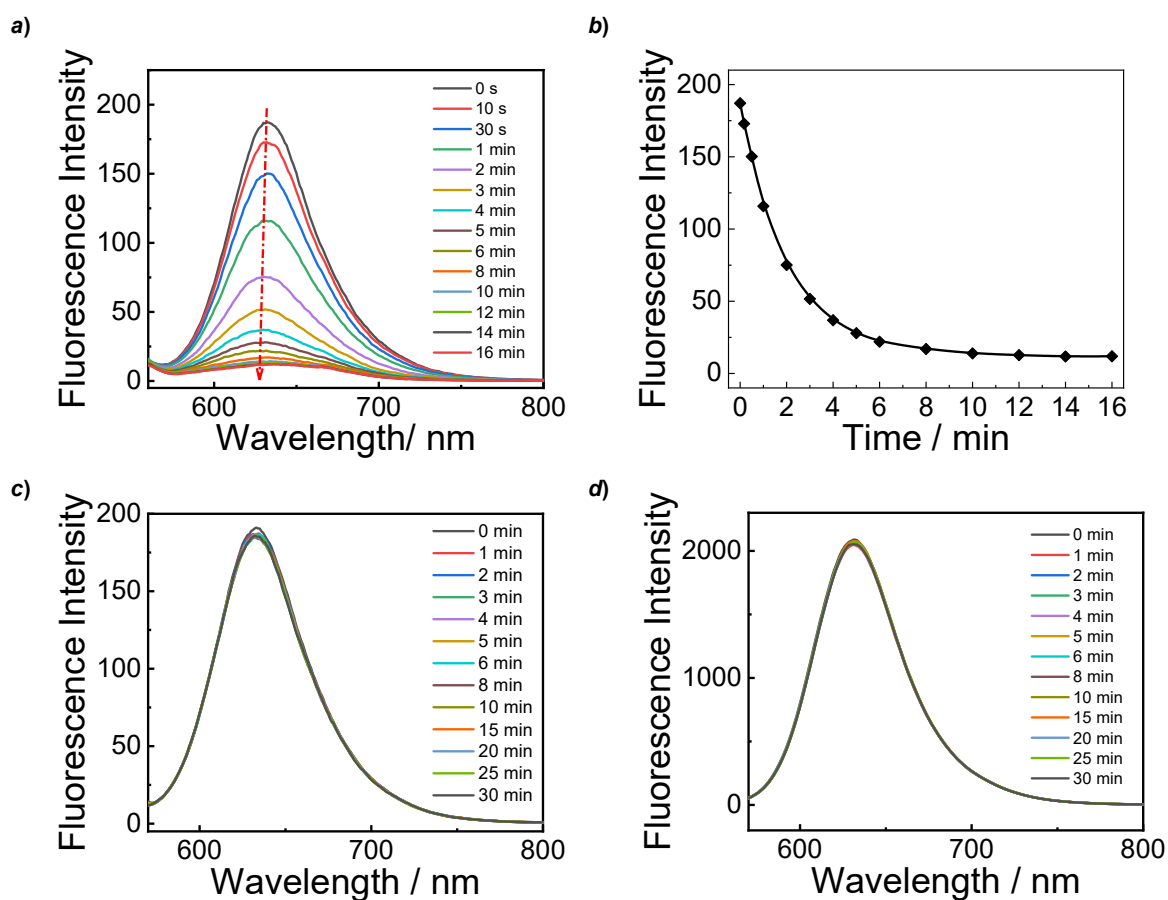 a)
Fluorescence Intensity
200
150
100
50
0
600
700
800
Wavelength/ nm
0 s
10 s
30 s
1 min
2 min
3 min
4 min
5 min
6 min
8 min
10 min
12 min
14 min
16 min
b)
Fluorescence Intensity
200
150
100
50
0
0 2 4 6 8 10 12 14 16
Time / min
c)
Fluorescence Intensity
200
150
100
50
0
600
700
800
Wavelength / nm
0 min
1 min
2 min
3 min
4 min
5 min
6 min
8 min
10 min
15 min
20 min
25 min
30 min
d)
Fluorescence Intensity
2000
1000
0
600
700
800
Wavelength / nm
0 min
1 min
2 min
3 min
4 min
5 min
6 min
8 min
10 min
15 min
20 min
25 min
30 min